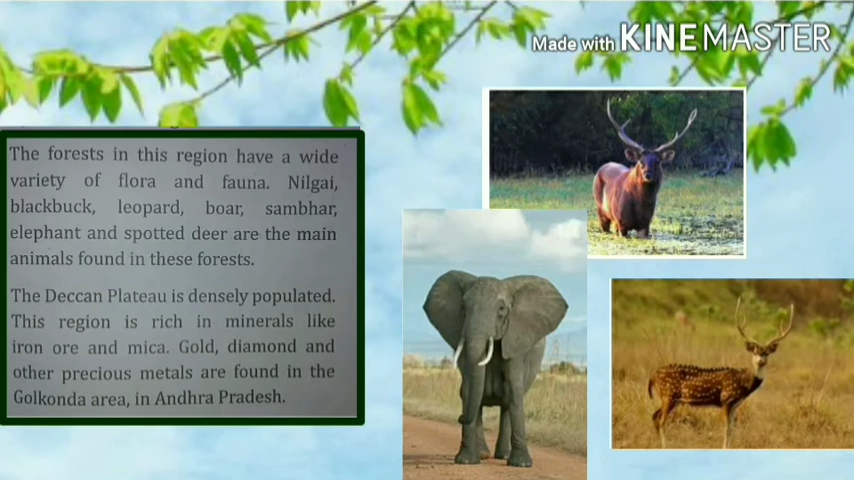 Made with KINEMASTER
The forests in this region have a wide
variety of flora and fauna. Nilgai,
blackbuck, leopard, boar, sambhar,
elephant and spotted deer are the main
animals found in these forests.
The Deccan Plateau is densely populated.
This region is rich in minerals like
iron ore and mica. Gold, diamond and
other precious metals are found in the
Golkonda area, in Andhra Pradesh.